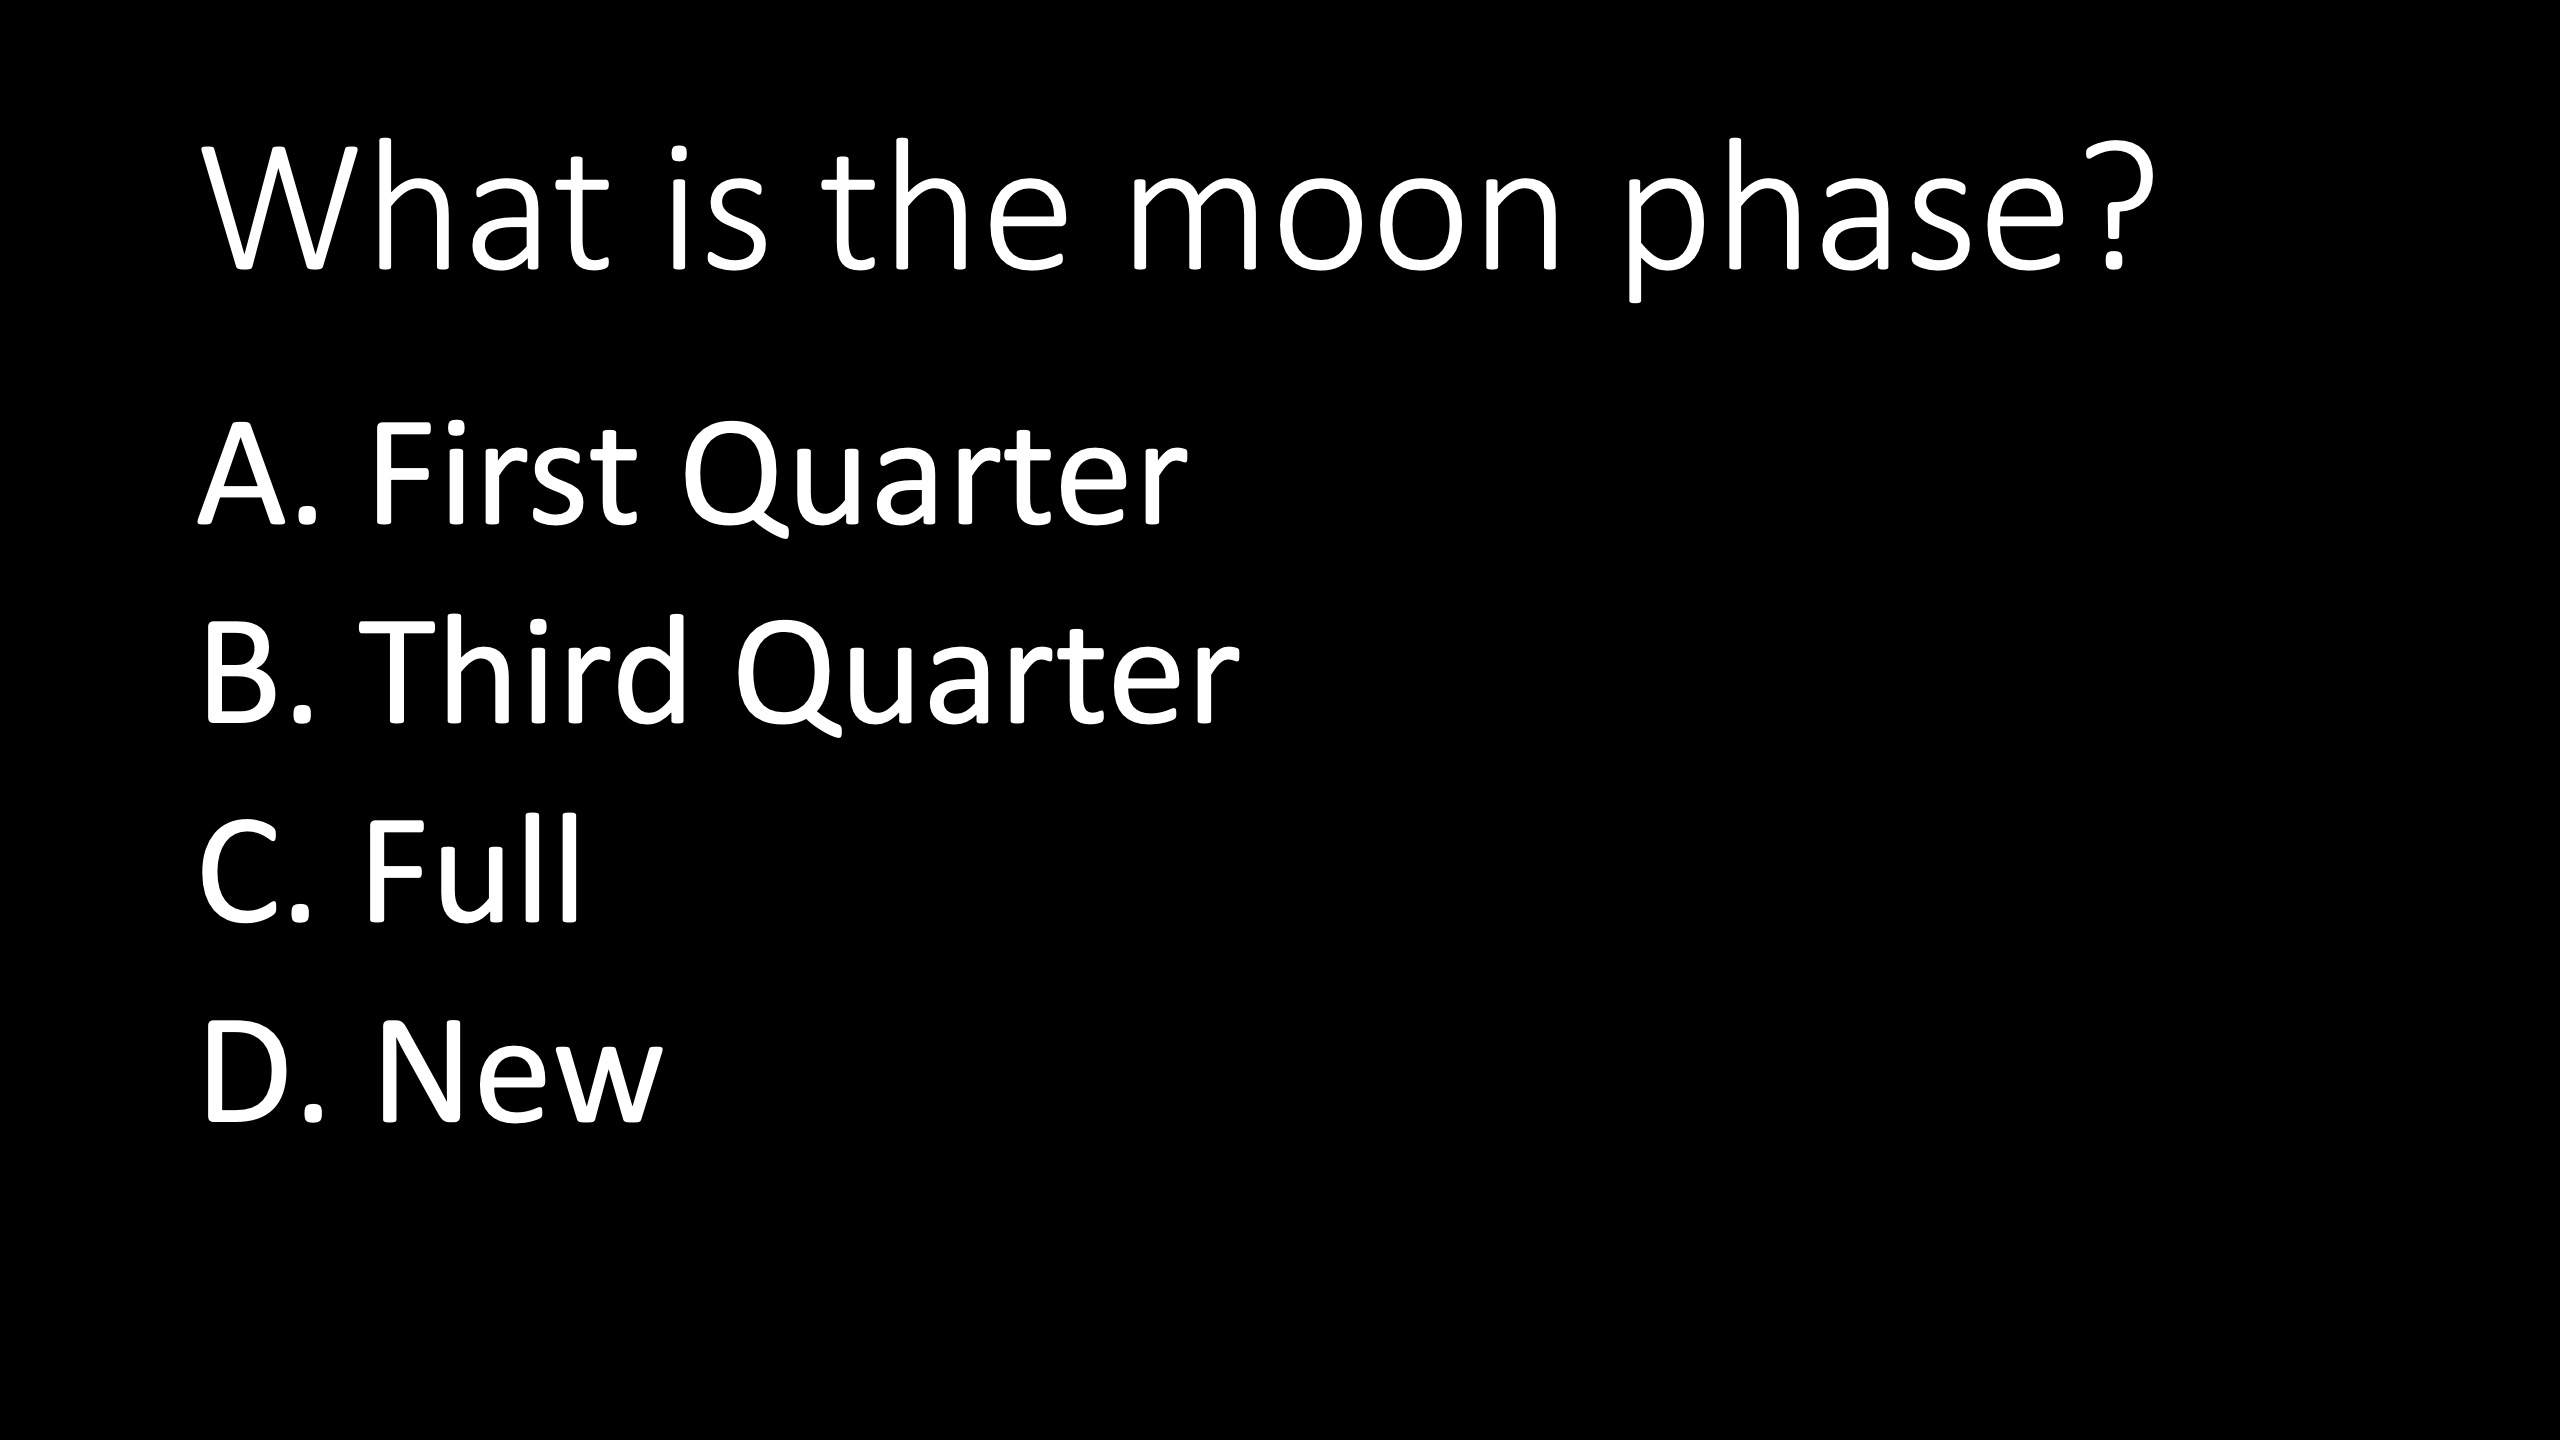 What is the moon phase?
A. First Quarter
B. Third Quarter
C. Full
D. New